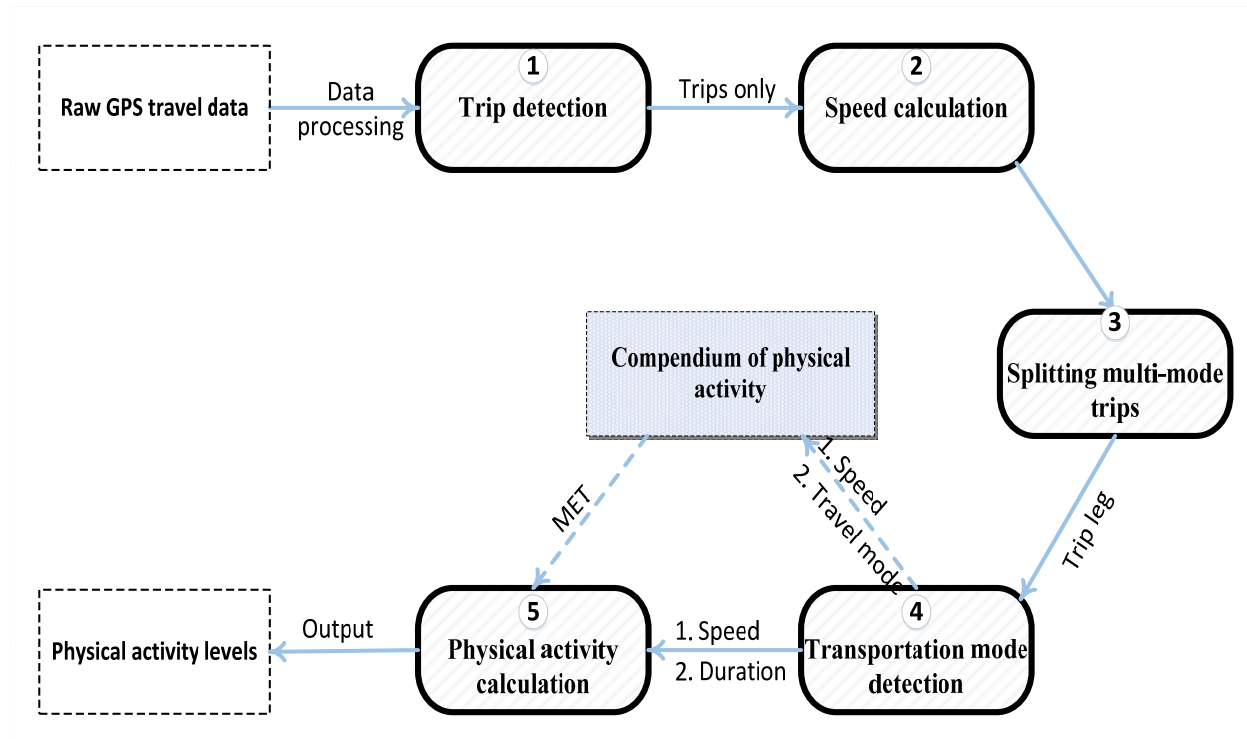 Raw GPS travel data
Data
processing
1
Trip detection
Trips only
2
Speed calculation
3
Splitting multi-mode
trips
Compendium of physical
activity
1. Speed
2. Travel mode
MET
Trip leg
4
Transportation mode
detection
1. Speed
2. Duration
5
Physical activity
calculation
Output
Physical activity levels